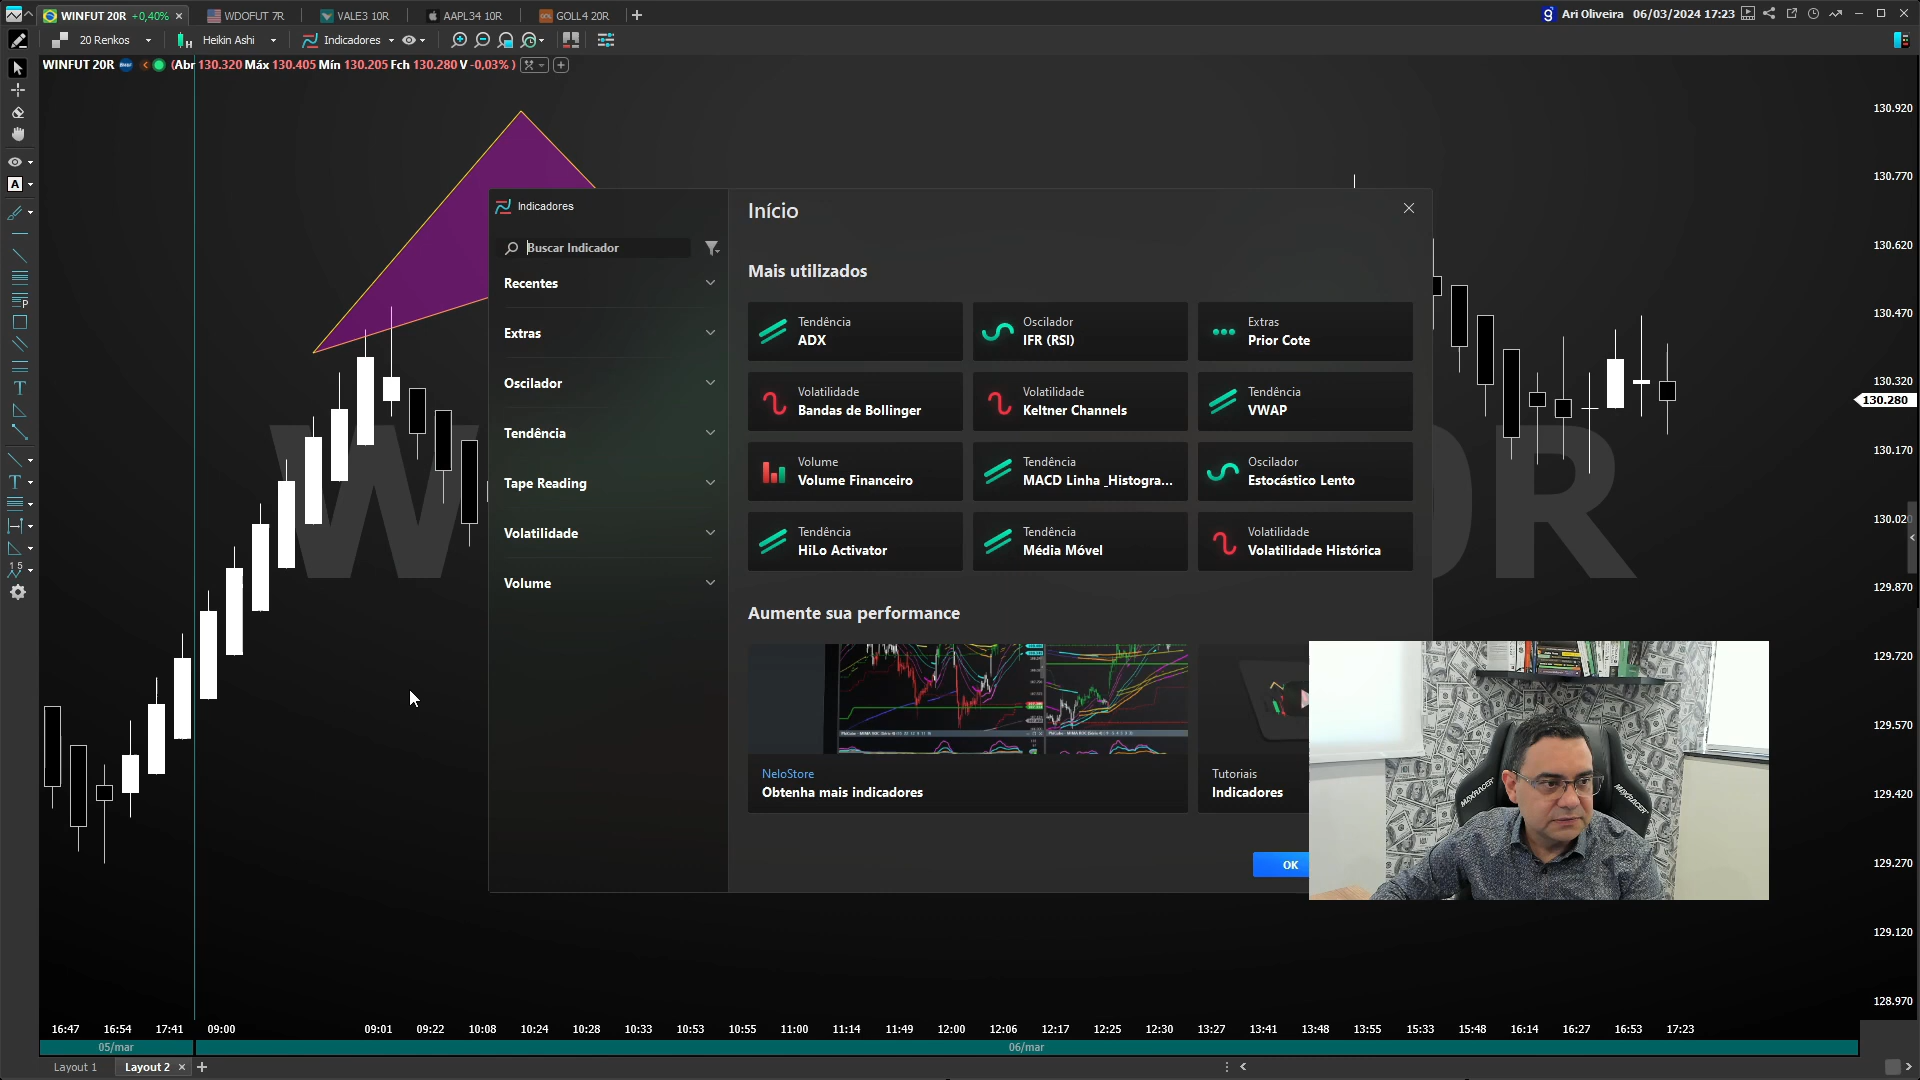 WINFUT 20R +0,40% × WDOFUT 7R VALE3 10R AAPL34 10R GOLL4 20R + Ari Oliveira 06/03/2024 17:23
20 Renkos Heikin Ashi Indicadores
WINFUT 20R (Abr 130.320 Máx 130.405 Mín 130.205 Fch 130.280 V -0,03% )
130.920
130.770
130.620
130.470
130.320
130.280
130.170
130.020
129.870
129.720
129.570
129.420
129.270
129.120
128.970
Indicadores
Buscar Indicador
Recentes
Extras
Oscilador
Tendência
Tape Reading
Volatilidade
Volume
Início
Mais utilizados
Tendência
ADX
Oscilador
IFR (RSI)
Extras
Prior Cote
Volatilidade
Bandas de Bollinger
Volatilidade
Keltner Channels
Tendência
VWAP
Volume
Volume Financeiro
Tendência
MACD Linha _Histogra...
Oscilador
Estocástico Lento
Tendência
HiLo Activator
Tendência
Média Móvel
Volatilidade
Volatilidade Histórica
Aumente sua performance
NeloStore
Obtenha mais indicadores
Tutoriais
Indicadores
OK
MAXRACER
MAXRACER
16:47 16:54 17:41 09:00 09:01 09:22 10:08 10:24 10:28 10:33 10:53 10:55 11:00 11:14 11:49 12:00 12:06 12:17 12:25 12:30 13:27 13:41 13:48 13:55 15:33 15:48 16:14 16:27 16:53 17:23
05/mar 06/mar
Layout 1 Layout 2 × +